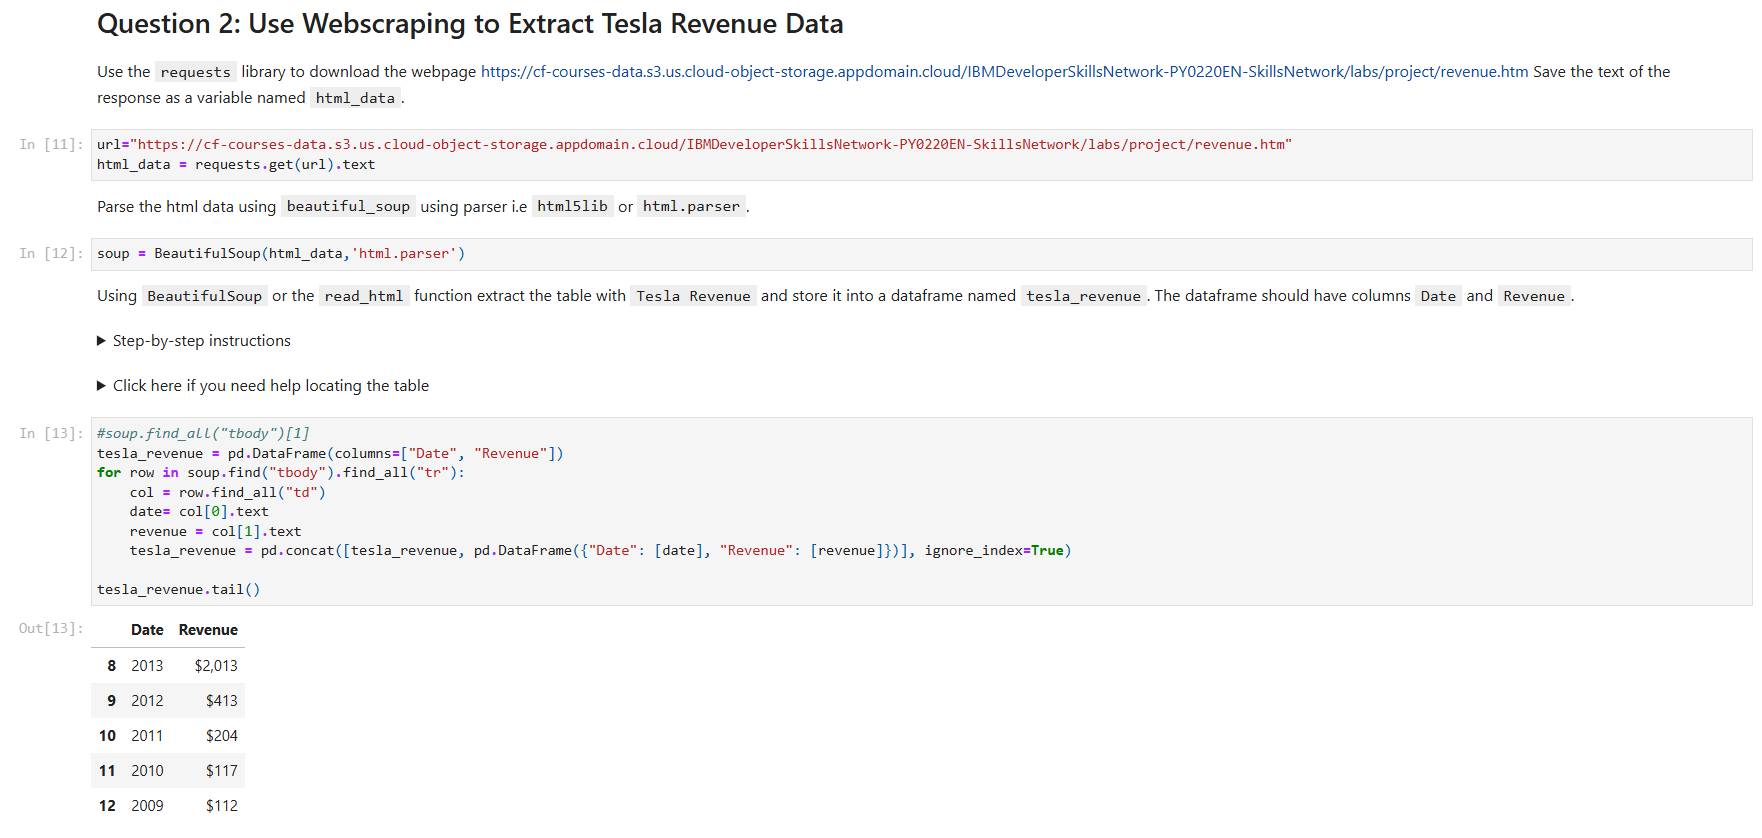 Question 2: Use Webscraping to Extract Tesla Revenue Data
Use the requests library to download the webpage https://cf-courses-data.s3.us.cloud-object-storage.appdomain.cloud/IBMDeveloperSkillsNetwork-PY0220EN-SkillsNetwork/labs/project/revenue.htm Save the text of the
response as a variable named html_data.
In [11]: url="https://cf-courses-data.s3.us.cloud-object-storage.appdomain.cloud/IBMDeveloperSkillsNetwork-PY0220EN-SkillsNetwork/labs/project/revenue.htm"
html_data = requests.get(url).text
Parse the html data using beautiful_soup using parser i.e html5lib or html.parser.
In [12]: soup = BeautifulSoup(html_data,'html.parser')
Using BeautifulSoup or the read_html function extract the table with Tesla Revenue and store it into a dataframe named tesla_revenue. The dataframe should have columns Date and Revenue.
▶ Step-by-step instructions
▶ Click here if you need help locating the table
In [13]: #soup.find_all("tbody")[1]
tesla_revenue = pd.DataFrame(columns=["Date", "Revenue"])
for row in soup.find("tbody").find_all("tr"):
    col = row.find_all("td")
    date= col[0].text
    revenue = col[1].text
    tesla_revenue = pd.concat([tesla_revenue, pd.DataFrame({"Date": [date], "Revenue": [revenue]})], ignore_index=True)
tesla_revenue.tail()
Out[13]: Date Revenue
8 2013 $2,013
9 2012 $413
10 2011 $204
11 2010 $117
12 2009 $112